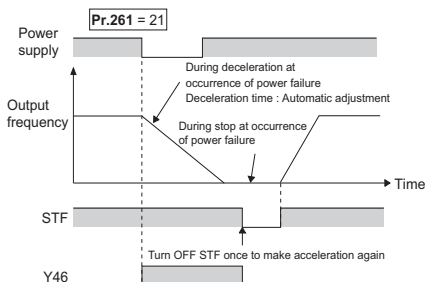 Pr.261 = 21
Power
supply
During deceleration at
occurrence of power failure
Deceleration time : Automatic adjustment
Output
frequency
During stop at occurrence
of power failure
Time
STF
Turn OFF STF once to make acceleration again
Y46